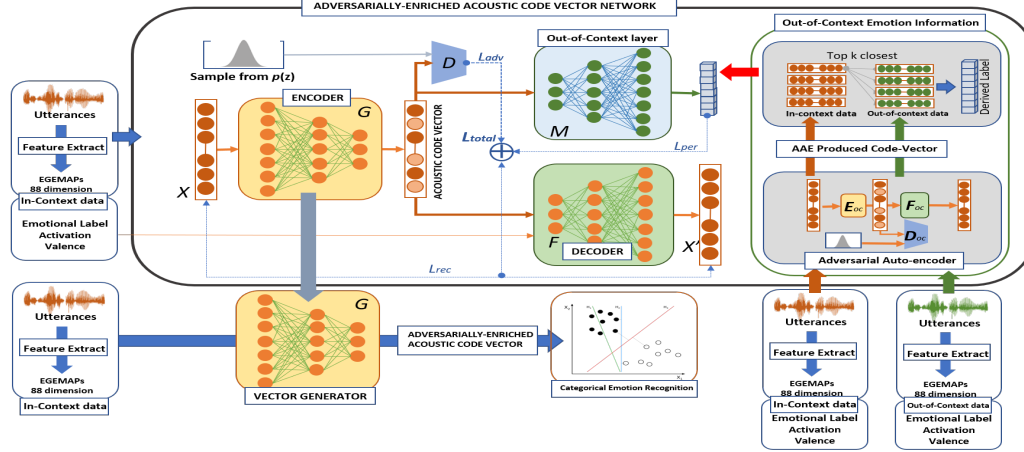 ADVERSARIALLY-ENRICHED ACOUSTIC CODE VECTOR NETWORK
Sample from p(z)
D
Ladv
Out-of-Context layer
M
ENCODER
G
ACOUSTIC CODE VECTOR
X
Ltotal
Lper
F
DECODER
X'
Lrec
Utterances
Feature Extract
EGEMAPs
88 dimension
In-Context data
Emotional Label
Activation
Valence
Out-of-Context Emotion Information
Top k closest
In-context data
Out-of-context data
Derived Label
AAE Produced Code-Vector
EOC
FOC
DOC
Adversarial Auto-encoder
Utterances
Feature Extract
EGEMAPs
88 dimension
In-Context data
G
VECTOR GENERATOR
ADVERSARIALLY-ENRICHED
ACOUSTIC CODE VECTOR
Categorical Emotion Recognition
Utterances
Feature Extract
EGEMAPs
88 dimension
In-Context data
Emotional Label
Activation
Valence
Utterances
Feature Extract
EGEMAPs
88 dimension
Out-of-Context data
Emotional Label
Activation
Valence